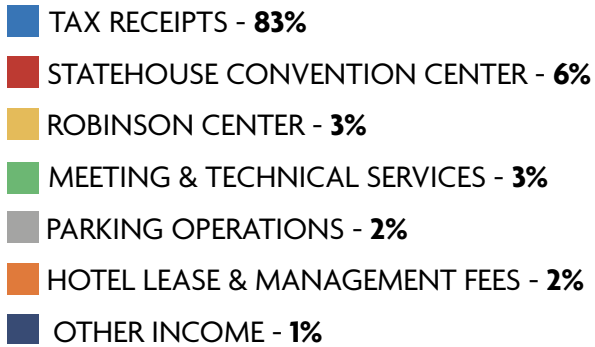 TAX RECEIPTS - 83%
STATEHOUSE CONVENTION CENTER - 6%
ROBINSON CENTER - 3%
MEETING & TECHNICAL SERVICES - 3%
PARKING OPERATIONS - 2%
HOTEL LEASE & MANAGEMENT FEES - 2%
OTHER INCOME - 1%